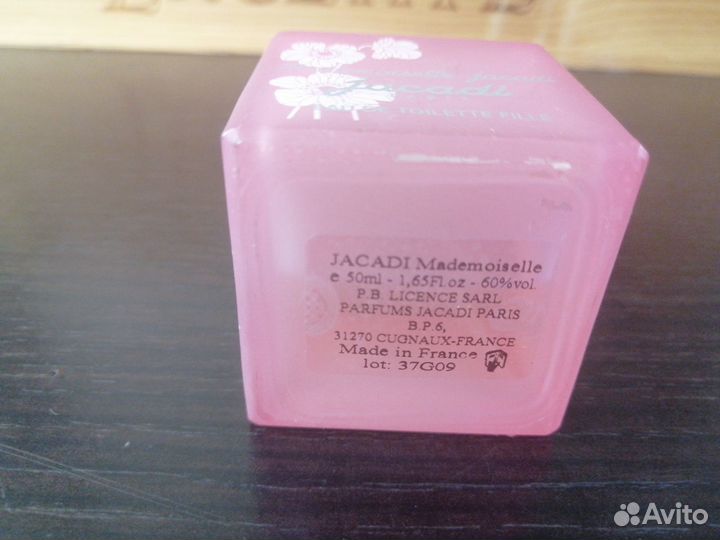 Jacadi
Jacadi
TOILETTE FILLE
JACADI Mademoiselle
e 50ml - 1,65Fl.oz - 60%vol.
P.B. LICENCE SARL
PARFUMS JACADI PARIS
B.P 6,
31270 CUGNAUX-FRANCE
Made in France
lot: 37G09
Avito